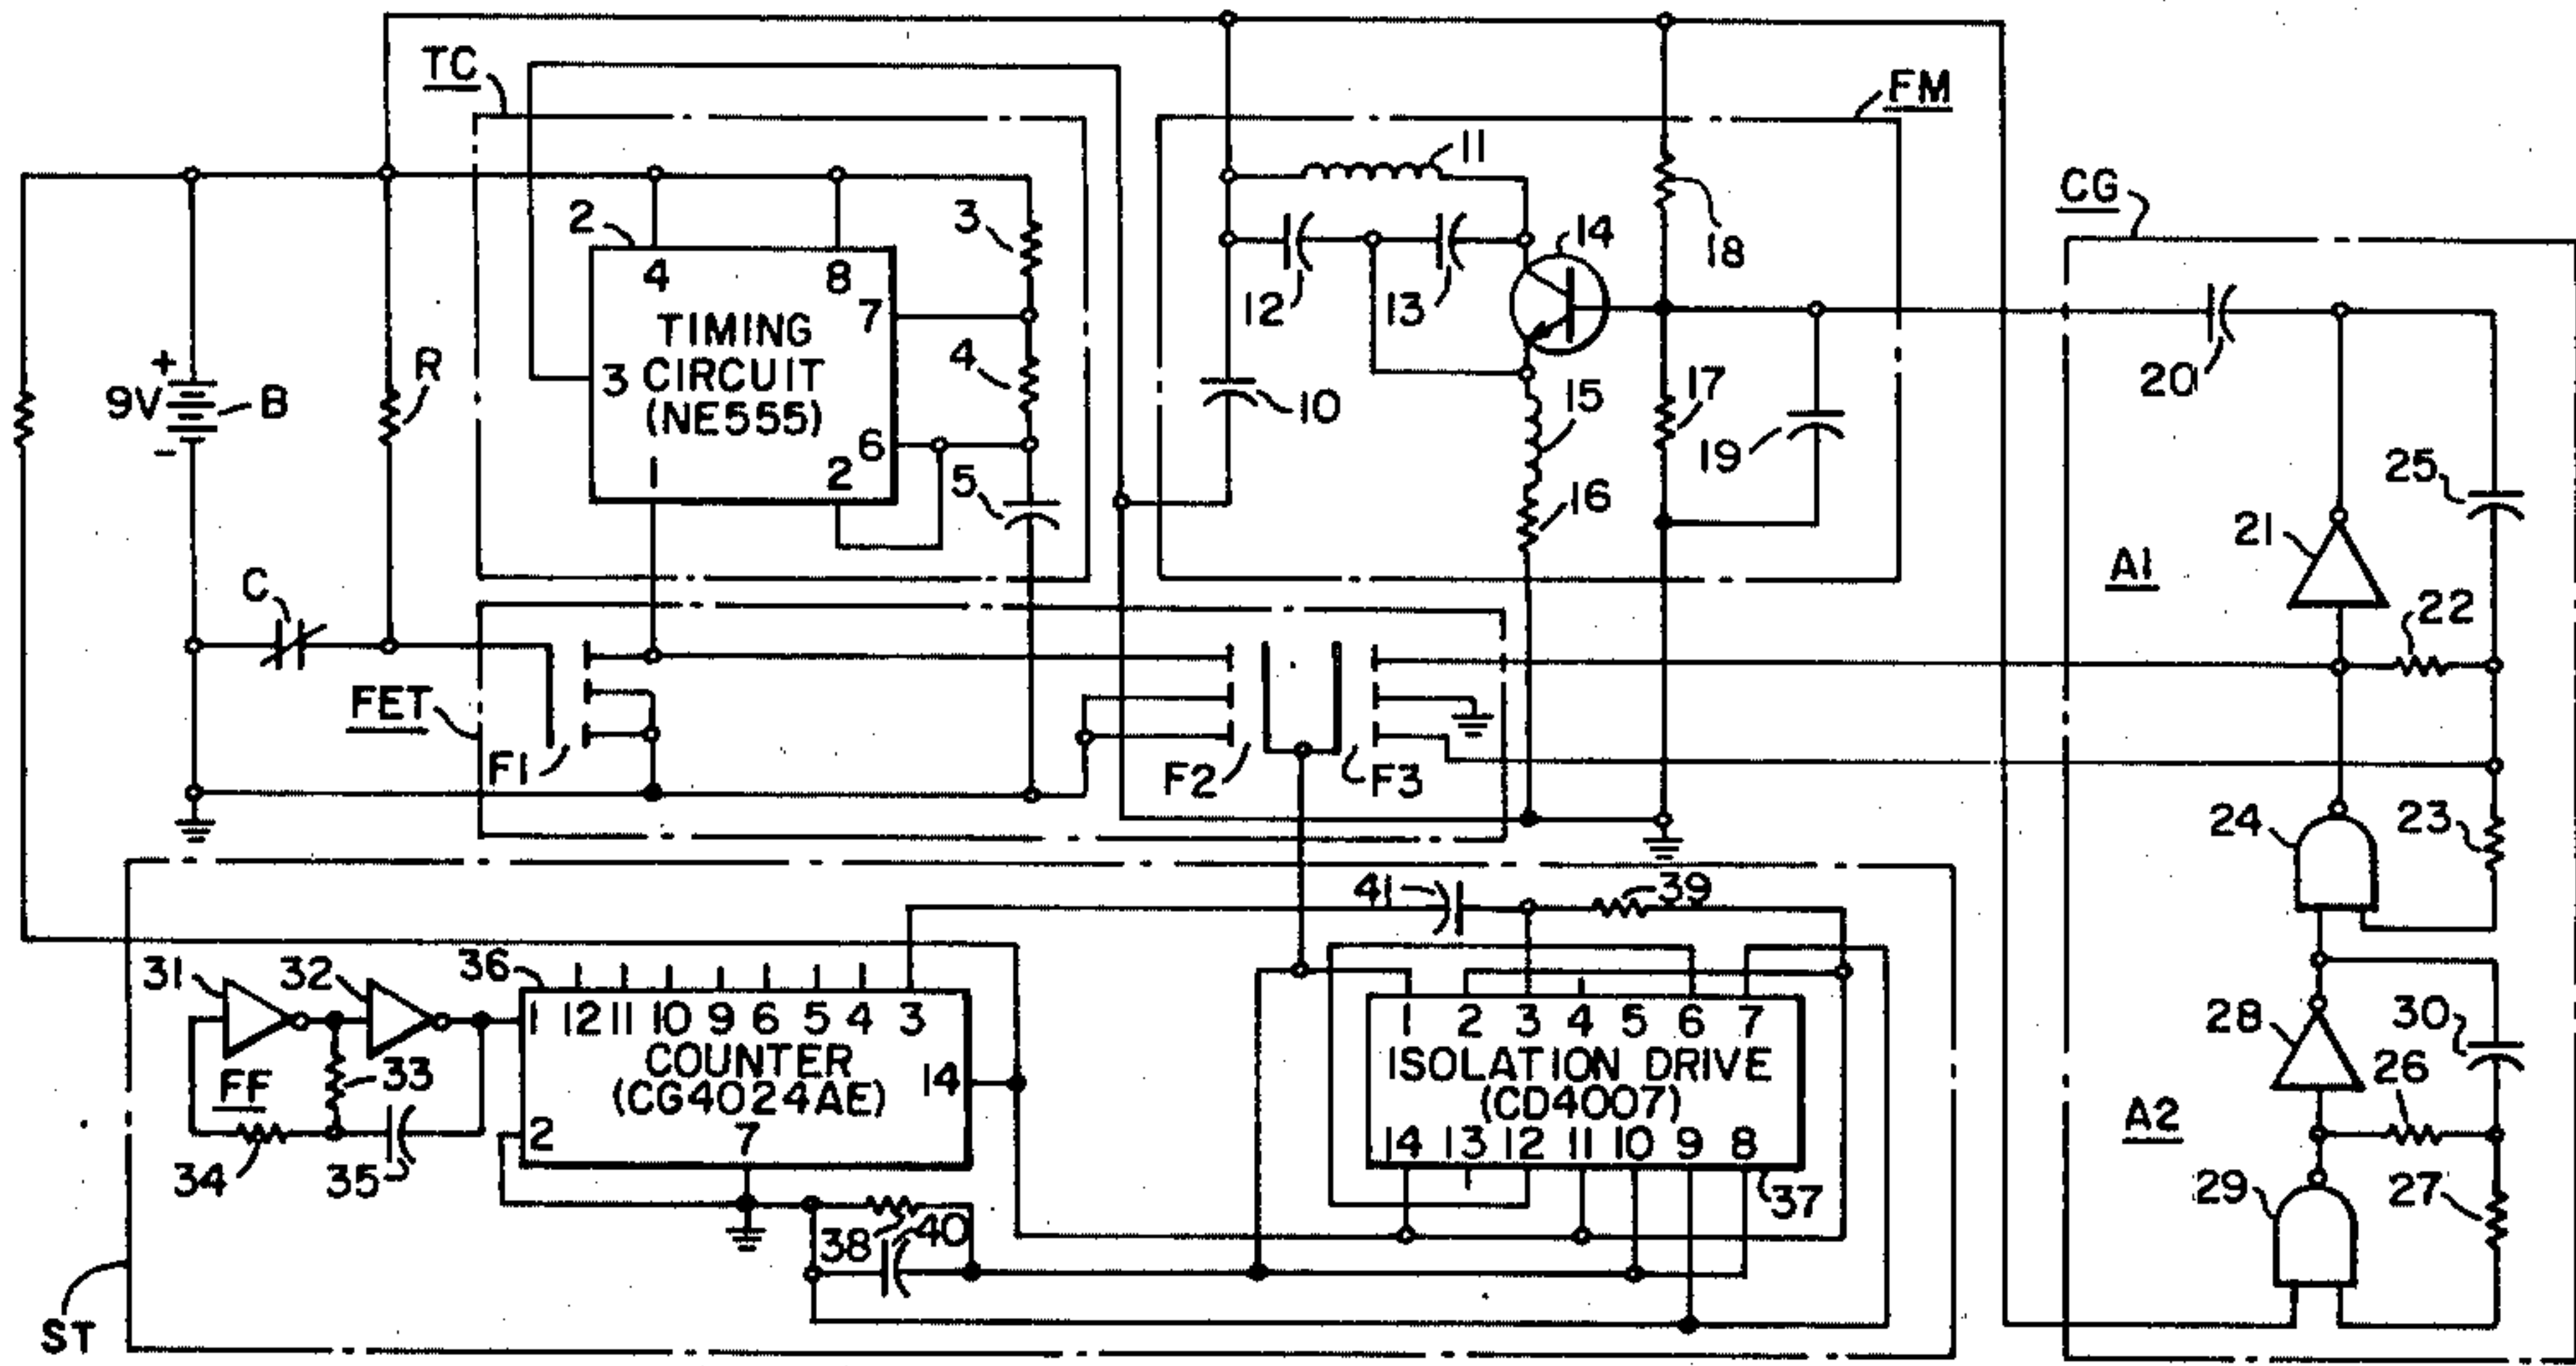 TC
FM
11
CG
2
3
14
4
8
18
7
TIMING
CIRCUIT
(NE555)
3
4
12
13
+
9V
B
-
R
10
15
17
20
6
1
2
5
16
19
25
21
A1
C
22
FET
F1
F2
F3
24
23
41
39
31
32
36
FF
33
34
35
1 12 11 10 9 6 5 4 3
COUNTER
(CG4024AE)
14
2
7
38
40
1 2 3 4 5 6 7
ISOLATION DRIVE
(CD4007)
14 13 12 11 10 9 8
37
28
30
26
A2
29
27
ST